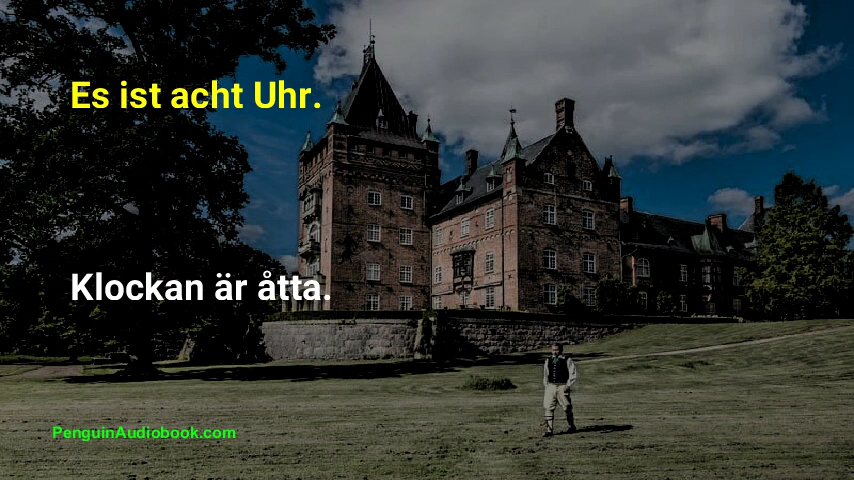 Es ist acht Uhr.
Klockan är åtta.
PenguinAudiobook.com